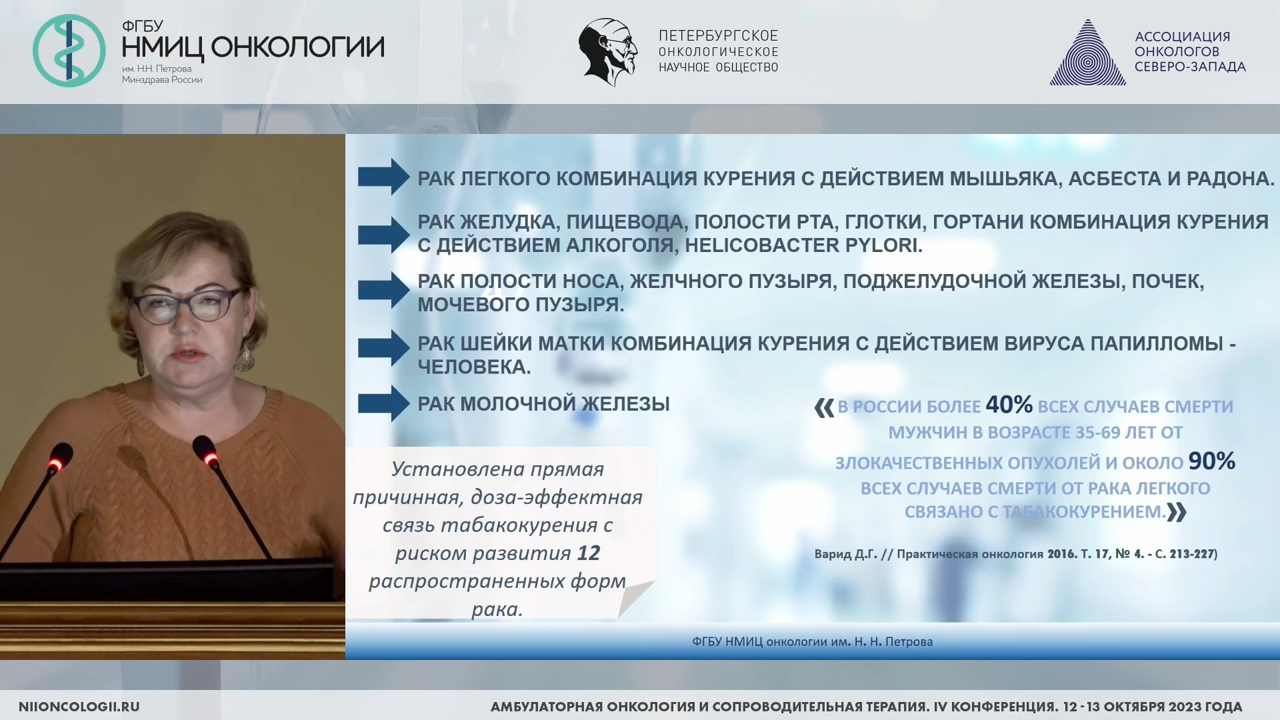 ФГБУ
НМИЦ ОНКОЛОГИИ
им. Н.Н. Петрова
Минздрава России
ПЕТЕРБУРГСКОЕ
ОНКОЛОГИЧЕСКОЕ
НАУЧНОЕ ОБЩЕСТВО
АССОЦИАЦИЯ
ОНКОЛОГОВ
СЕВЕРО-ЗАПАДА
РАК ЛЕГКОГО КОМБИНАЦИЯ КУРЕНИЯ С ДЕЙСТВИЕМ МЫШЬЯКА, АСБЕСТА И РАДОНА.
РАК ЖЕЛУДКА, ПИЩЕВОДА, ПОЛОСТИ РТА, ГЛОТКИ, ГОРТАНИ КОМБИНАЦИЯ КУРЕНИЯ
С ДЕЙСТВИЕМ АЛКОГОЛЯ, HELICOBACTER PYLORI.
РАК ПОЛОСТИ НОСА, ЖЕЛЧНОГО ПУЗЫРЯ, ПОДЖЕЛУДОЧНОЙ ЖЕЛЕЗЫ, ПОЧЕК,
МОЧЕВОГО ПУЗЫРЯ.
РАК ШЕЙКИ МАТКИ КОМБИНАЦИЯ КУРЕНИЯ С ДЕЙСТВИЕМ ВИРУСА ПАПИЛЛОМЫ -
ЧЕЛОВЕКА.
РАК МОЛОЧНОЙ ЖЕЛЕЗЫ
« В РОССИИ БОЛЕЕ 40% ВСЕХ СЛУЧАЕВ СМЕРТИ
МУЖЧИН В ВОЗРАСТЕ 35-69 ЛЕТ ОТ
ЗЛОКАЧЕСТВЕННЫХ ОПУХОЛЕЙ И ОКОЛО 90%
ВСЕХ СЛУЧАЕВ СМЕРТИ ОТ РАКА ЛЕГКОГО
СВЯЗАНО С ТАБАКОКУРЕНИЕМ.»
Варид Д.Г. // Практическая онкология 2016. Т. 17, № 4. - С. 213-227)
Установлена прямая
причинная, доза-эффектная
связь табакокурения с
риском развития 12
распространенных форм
рака.
ФГБУ НМИЦ онкологии им. Н. Н. Петрова
NIIONCOLOGII.RU
АМБУЛАТОРНАЯ ОНКОЛОГИЯ И СОПРОВОДИТЕЛЬНАЯ ТЕРАПИЯ. IV КОНФЕРЕНЦИЯ. 12-13 ОКТЯБРЯ 2023 ГОДА